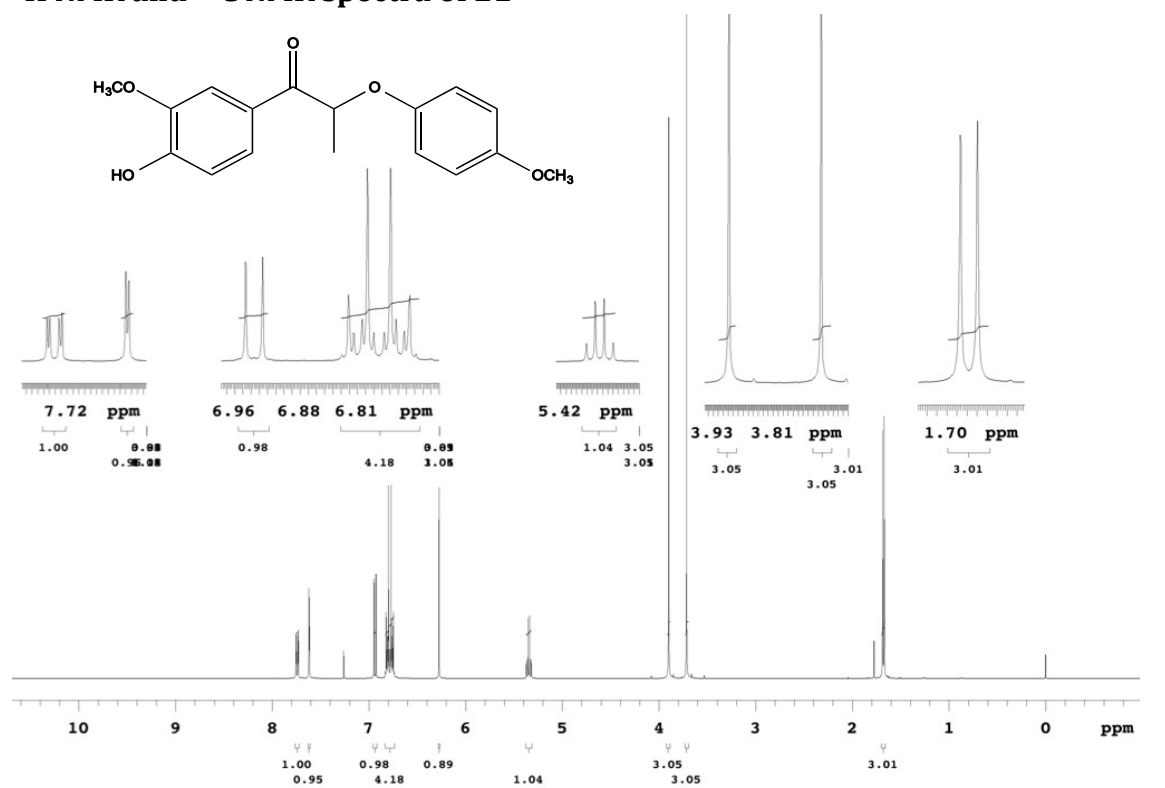 O
H₃CO
O
HO
OCH₃
7.72 ppm
6.96 6.88 6.81 ppm
5.42 ppm
3.93 3.81 ppm
1.70 ppm
1.00
0.98
4.18
1.04 3.05
3.05 3.01
3.05
3.01
10 9 8 7 6 5 4 3 2 1 0 ppm
1.00 0.98 0.89 3.05 3.01
0.95 4.18 1.04 3.05